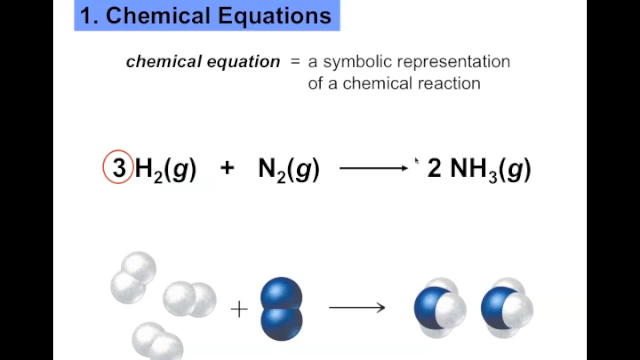 1. Chemical Equations
chemical equation = a symbolic representation
of a chemical reaction
3 H₂(g) + N₂(g) ⟶ 2 NH₃(g)
+ ⟶